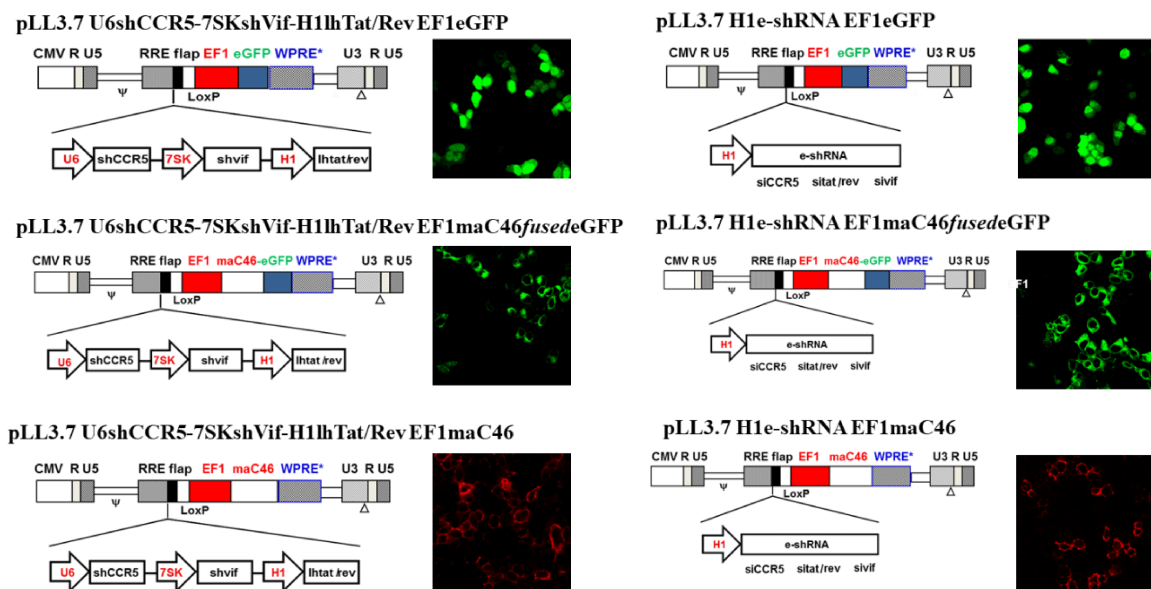 pLL3.7 U6shCCR5-7SKshVif-H1lhTat/Rev EF1eGFP
CMV R U5 RRE flap EF1 eGFP WPRE* U3 R U5
Ψ LoxP Δ
U6 shCCR5 7SK shvif H1 lhtat/rev
pLL3.7 H1e-shRNA EF1eGFP
CMV R U5 RRE flap EF1 eGFP WPRE* U3 R U5
Ψ LoxP Δ
H1 e-shRNA
siCCR5 sitat/rev sivif
pLL3.7 U6shCCR5-7SKshVif-H1lhTat/Rev EF1maC46fusedeGFP
CMV R U5 RRE flap EF1 maC46-eGFP WPRE* U3 R U5
Ψ LoxP Δ
U6 shCCR5 7SK shvif H1 lhtat/rev
pLL3.7 H1e-shRNA EF1maC46fusedeGFP
CMV R U5 RRE flap EF1 maC46-eGFP WPRE* U3 R U5
Ψ LoxP Δ
H1 e-shRNA
siCCR5 sitat/rev sivif
F1
pLL3.7 U6shCCR5-7SKshVif-H1lhTat/Rev EF1maC46
CMV R U5 RRE flap EF1 maC46 WPRE* U3 R U5
Ψ LoxP Δ
U6 shCCR5 7SK shvif H1 lhtat/rev
pLL3.7 H1e-shRNA EF1maC46
CMV R U5 RRE flap EF1 maC46 WPRE* U3 R U5
Ψ LoxP Δ
H1 e-shRNA
siCCR5 sitat/rev sivif